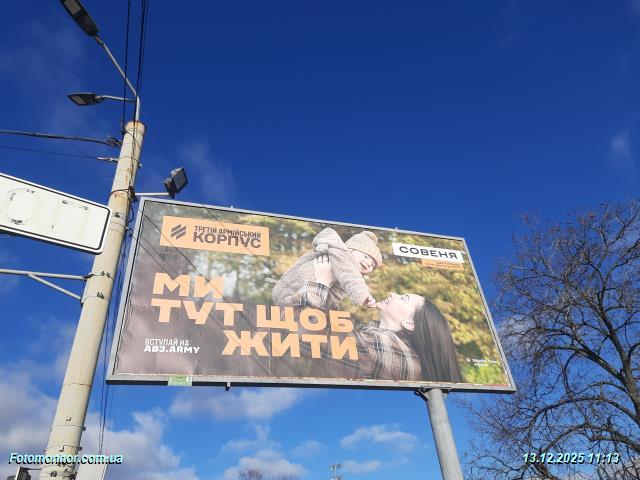 ТРЕТІЙ АРМІЙСЬКИЙ
КОРПУС
СОВЕНЯ
МИ
ТУТ ЩОБ
ЖИТИ
ВСТУПАЙ НА
AB3.ARMY
Fotomonitor.com.ua
13.12.2025 11:13